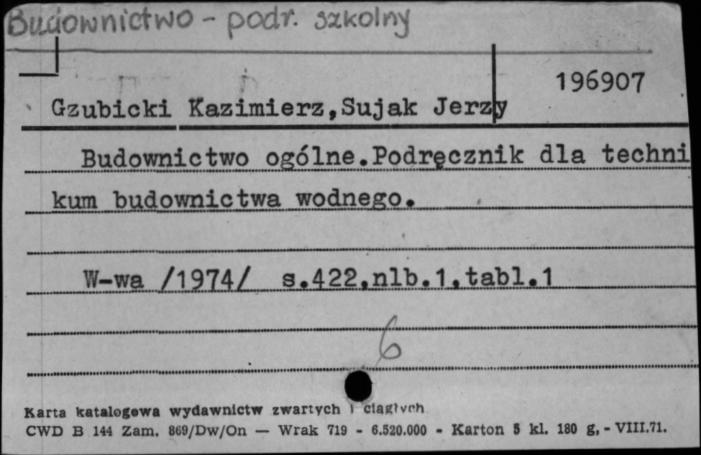 Budownictwo - podr. szkolny
196907
Gzubicki Kazimierz,Sujak Jerzy
Budownictwo ogólne.Podręcznik dla techni
kum budownictwa wodnego.
W-wa /1974/ s.422,nlb.1,tabl.1
6
Karta katalogowa wydawnictw zwartych i ciągłych
CWD B 144 Zam. 869/Dw/On — Wrak 719 - 6.520.000 - Karton 5 kl. 180 g, - VIII.71.